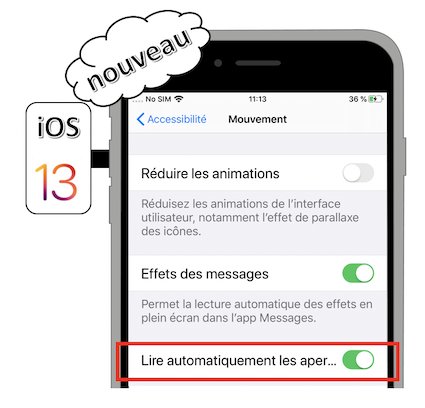 nouveau
iOS
13
.... No SIM 11:13 36 %
Accessibilité Mouvement
Réduire les animations
Réduisez les animations de l'interface
utilisateur, notamment l'effet de parallaxe
des icônes.
Effets des messages
Permet la lecture automatique des effets en
plein écran dans l'app Messages.
Lire automatiquement les aper...